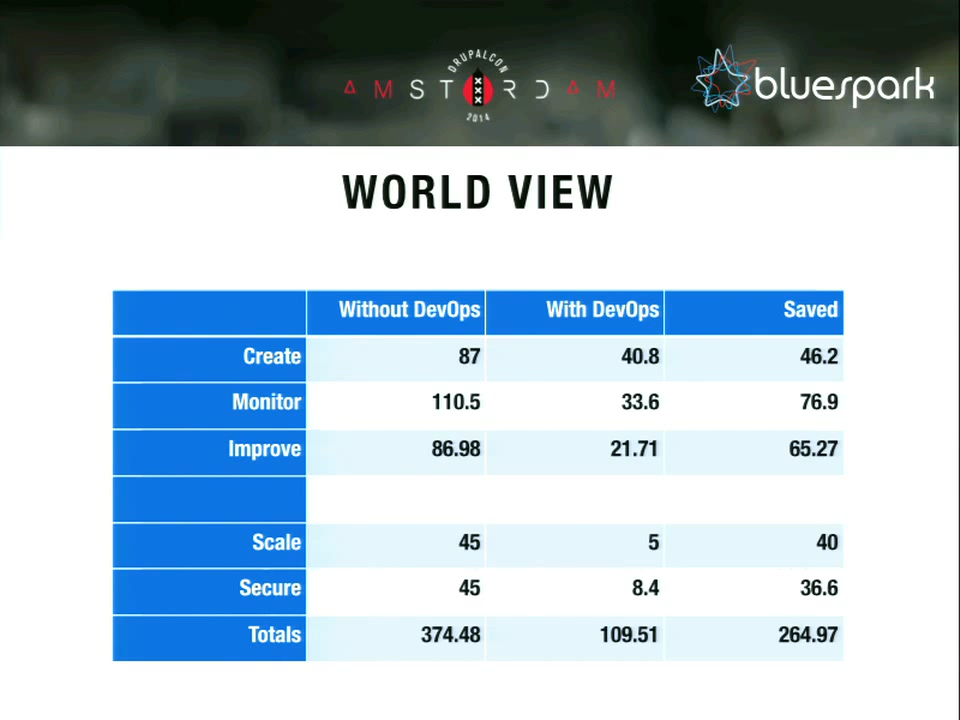 DRUPALCON
AMSTERDAM
2014
bluespark
WORLD VIEW
Without DevOps With DevOps Saved
Create 87 40.8 46.2
Monitor 110.5 33.6 76.9
Improve 86.98 21.71 65.27
Scale 45 5 40
Secure 45 8.4 36.6
Totals 374.48 109.51 264.97